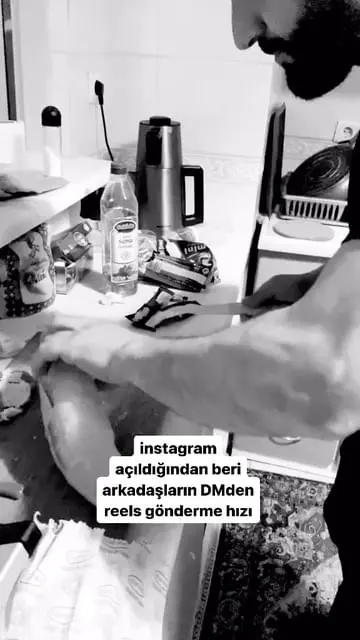 instagram
açıldığından beri
arkadaşların DMden
reels gönderme hızı